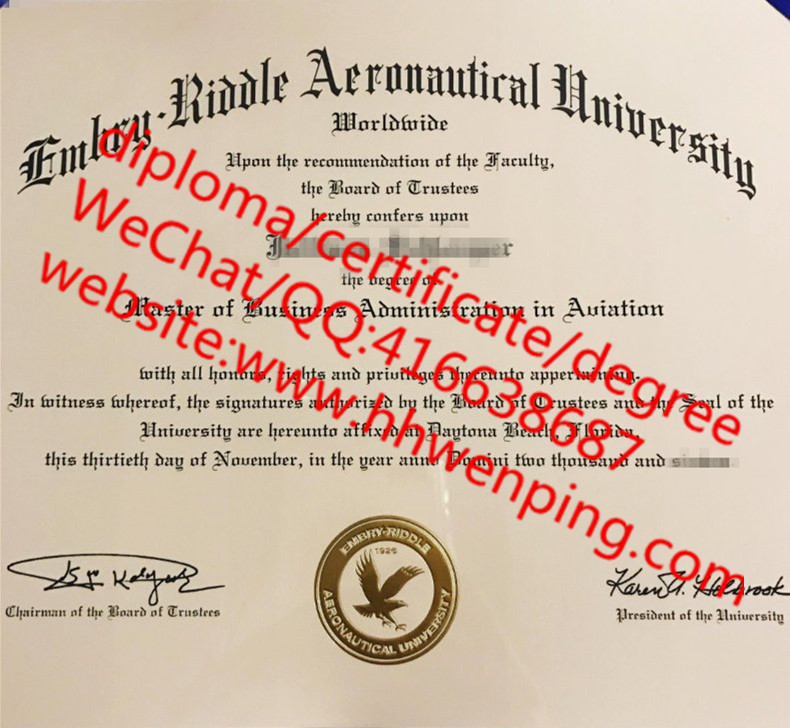 Embry-Riddle Aeronautical University
Worldwide
Upon the recommendation of the Faculty,
the Board of Trustees
hereby confers upon
the degree of
Master of Business Administration in Aviation
with all honors, rights and privileges thereunto appertaining.
In witness whereof, the signatures authorized by the Board of Trustees and the Seal of the
University are hereunto affixed at Daytona Beach, Florida,
this thirtieth day of November, in the year anno Domini two thousand and
diploma/certificate/degree
WeChat/QQ:416638687
website:www.hhwenping.com
EMBRY-RIDDLE
1926
AERONAUTICAL UNIVERSITY
Karen A. Holbrook
Chairman of the Board of Trustees
President of the University